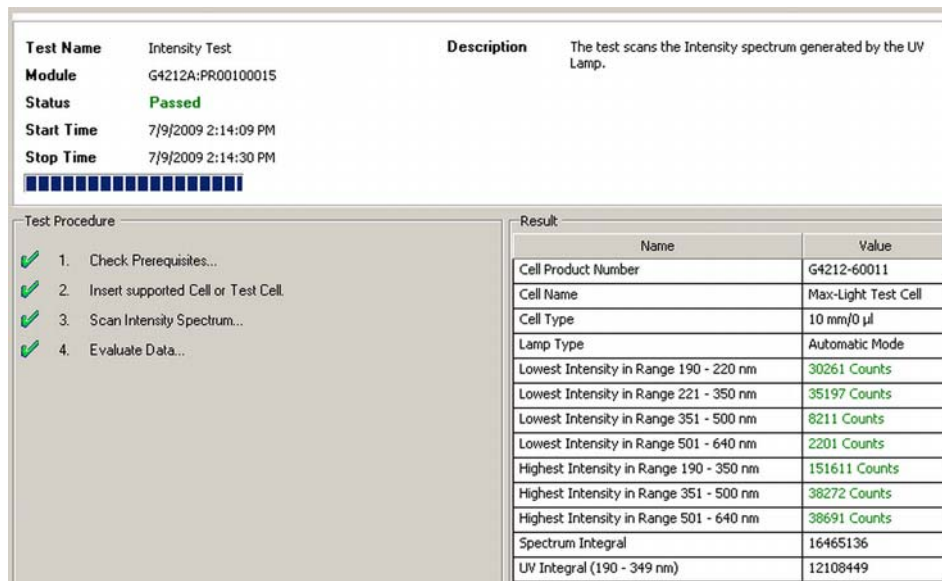 Test Name Intensity Test Description The test scans the Intensity spectrum generated by the UV
Lamp.
Module G4212A:PR00100015
Status Passed
Start Time 7/9/2009 2:14:09 PM
Stop Time 7/9/2009 2:14:30 PM
Test Procedure
1. Check Prerequisites...
2. Insert supported Cell or Test Cell.
3. Scan Intensity Spectrum...
4. Evaluate Data...
Result
Name Value
Cell Product Number G4212-60011
Cell Name Max-Light Test Cell
Cell Type 10 mm/0 µl
Lamp Type Automatic Mode
Lowest Intensity in Range 190 - 220 nm 30261 Counts
Lowest Intensity in Range 221 - 350 nm 35197 Counts
Lowest Intensity in Range 351 - 500 nm 8211 Counts
Lowest Intensity in Range 501 - 640 nm 2201 Counts
Highest Intensity in Range 190 - 350 nm 151611 Counts
Highest Intensity in Range 351 - 500 nm 38272 Counts
Highest Intensity in Range 501 - 640 nm 38691 Counts
Spectrum Integral 16465136
UV Integral (190 - 349 nm) 12108449